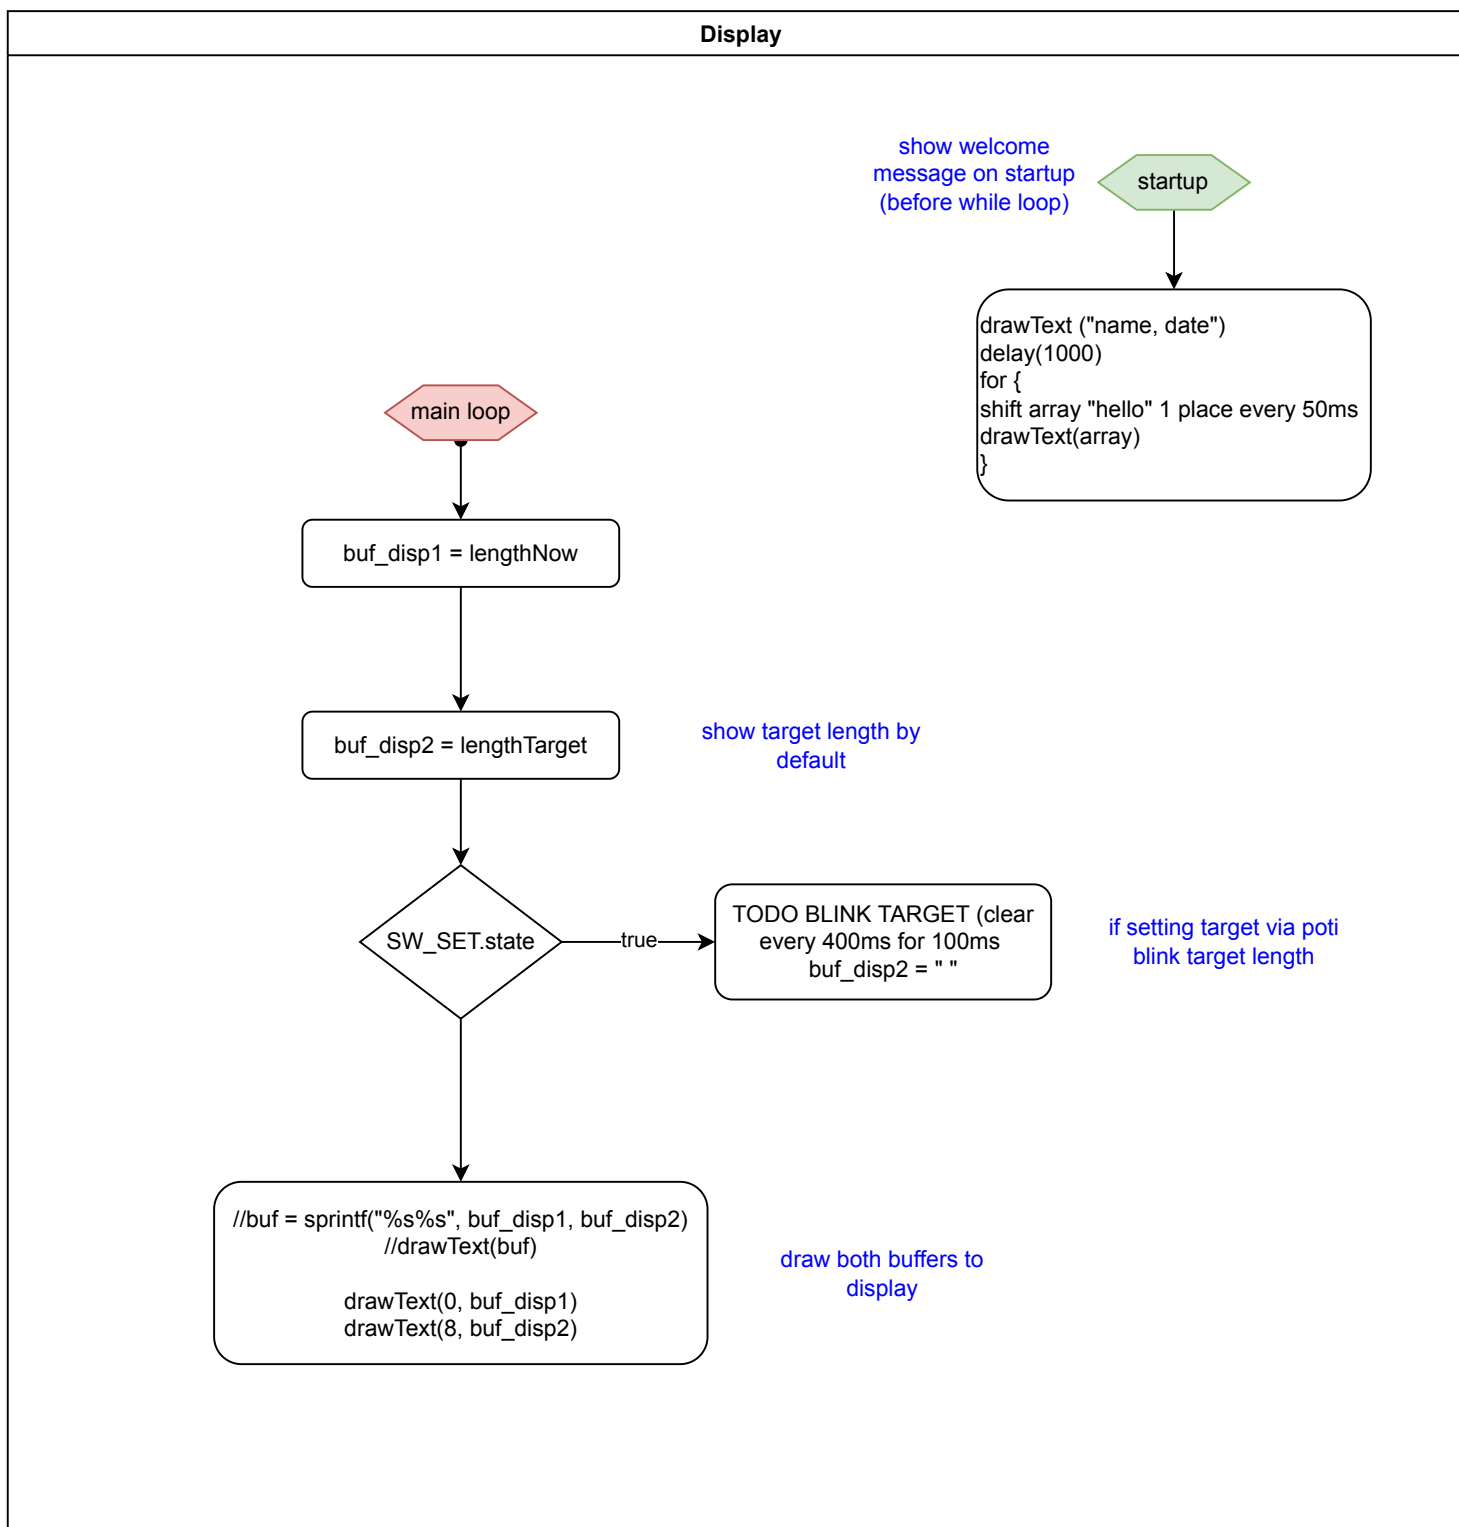 Display
show welcome
message on startup
(before while loop)
startup
drawText ("name, date")
delay(1000)
for {
shift array "hello" 1 place every 50ms
drawText(array)
}
main loop
buf_disp1 = lengthNow
buf_disp2 = lengthTarget
show target length by
default
SW_SET.state
true
TODO BLINK TARGET (clear
every 400ms for 100ms
buf_disp2 = " "
if setting target via poti
blink target length
//buf = sprintf("%s%s", buf_disp1, buf_disp2)
//drawText(buf)
drawText(0, buf_disp1)
drawText(8, buf_disp2)
draw both buffers to
display